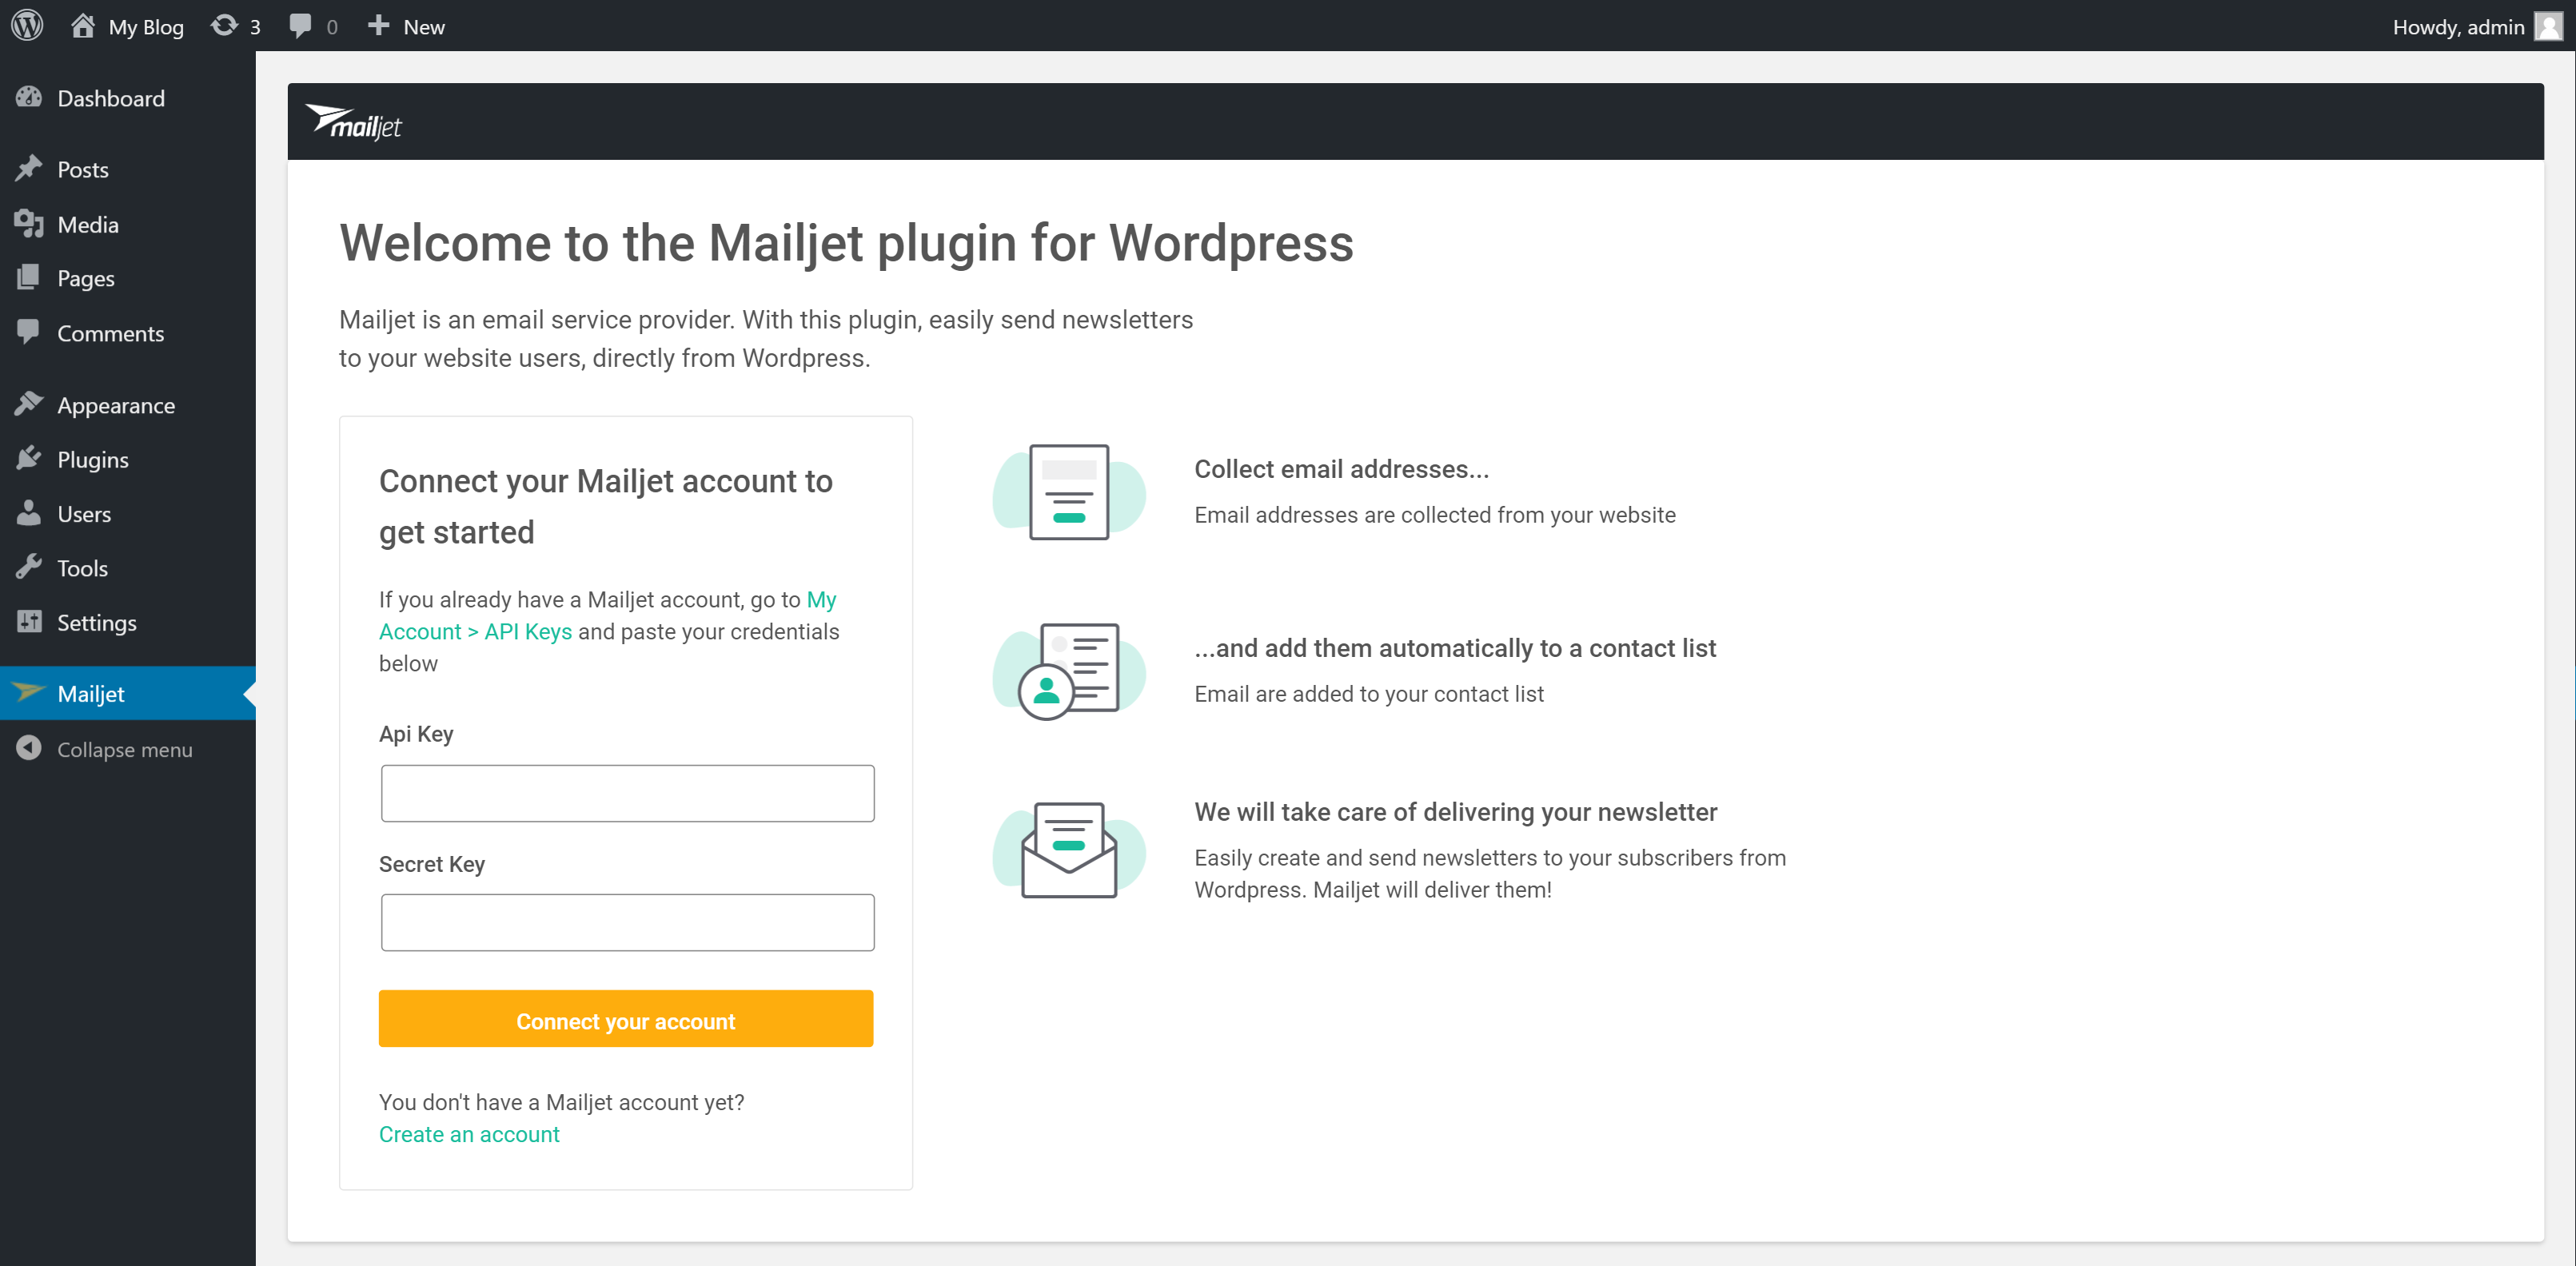 My Blog 3 0 New Howdy, admin
Dashboard
Posts
Media
Pages
Comments
Appearance
Plugins
Users
Tools
Settings
Mailjet
Collapse menu
mailjet
Welcome to the Mailjet plugin for Wordpress
Mailjet is an email service provider. With this plugin, easily send newsletters
to your website users, directly from Wordpress.
Connect your Mailjet account to
get started
If you already have a Mailjet account, go to My
Account > API Keys and paste your credentials
below
Api Key
Secret Key
Connect your account
You don't have a Mailjet account yet?
Create an account
Collect email addresses...
Email addresses are collected from your website
...and add them automatically to a contact list
Email are added to your contact list
We will take care of delivering your newsletter
Easily create and send newsletters to your subscribers from
Wordpress. Mailjet will deliver them!